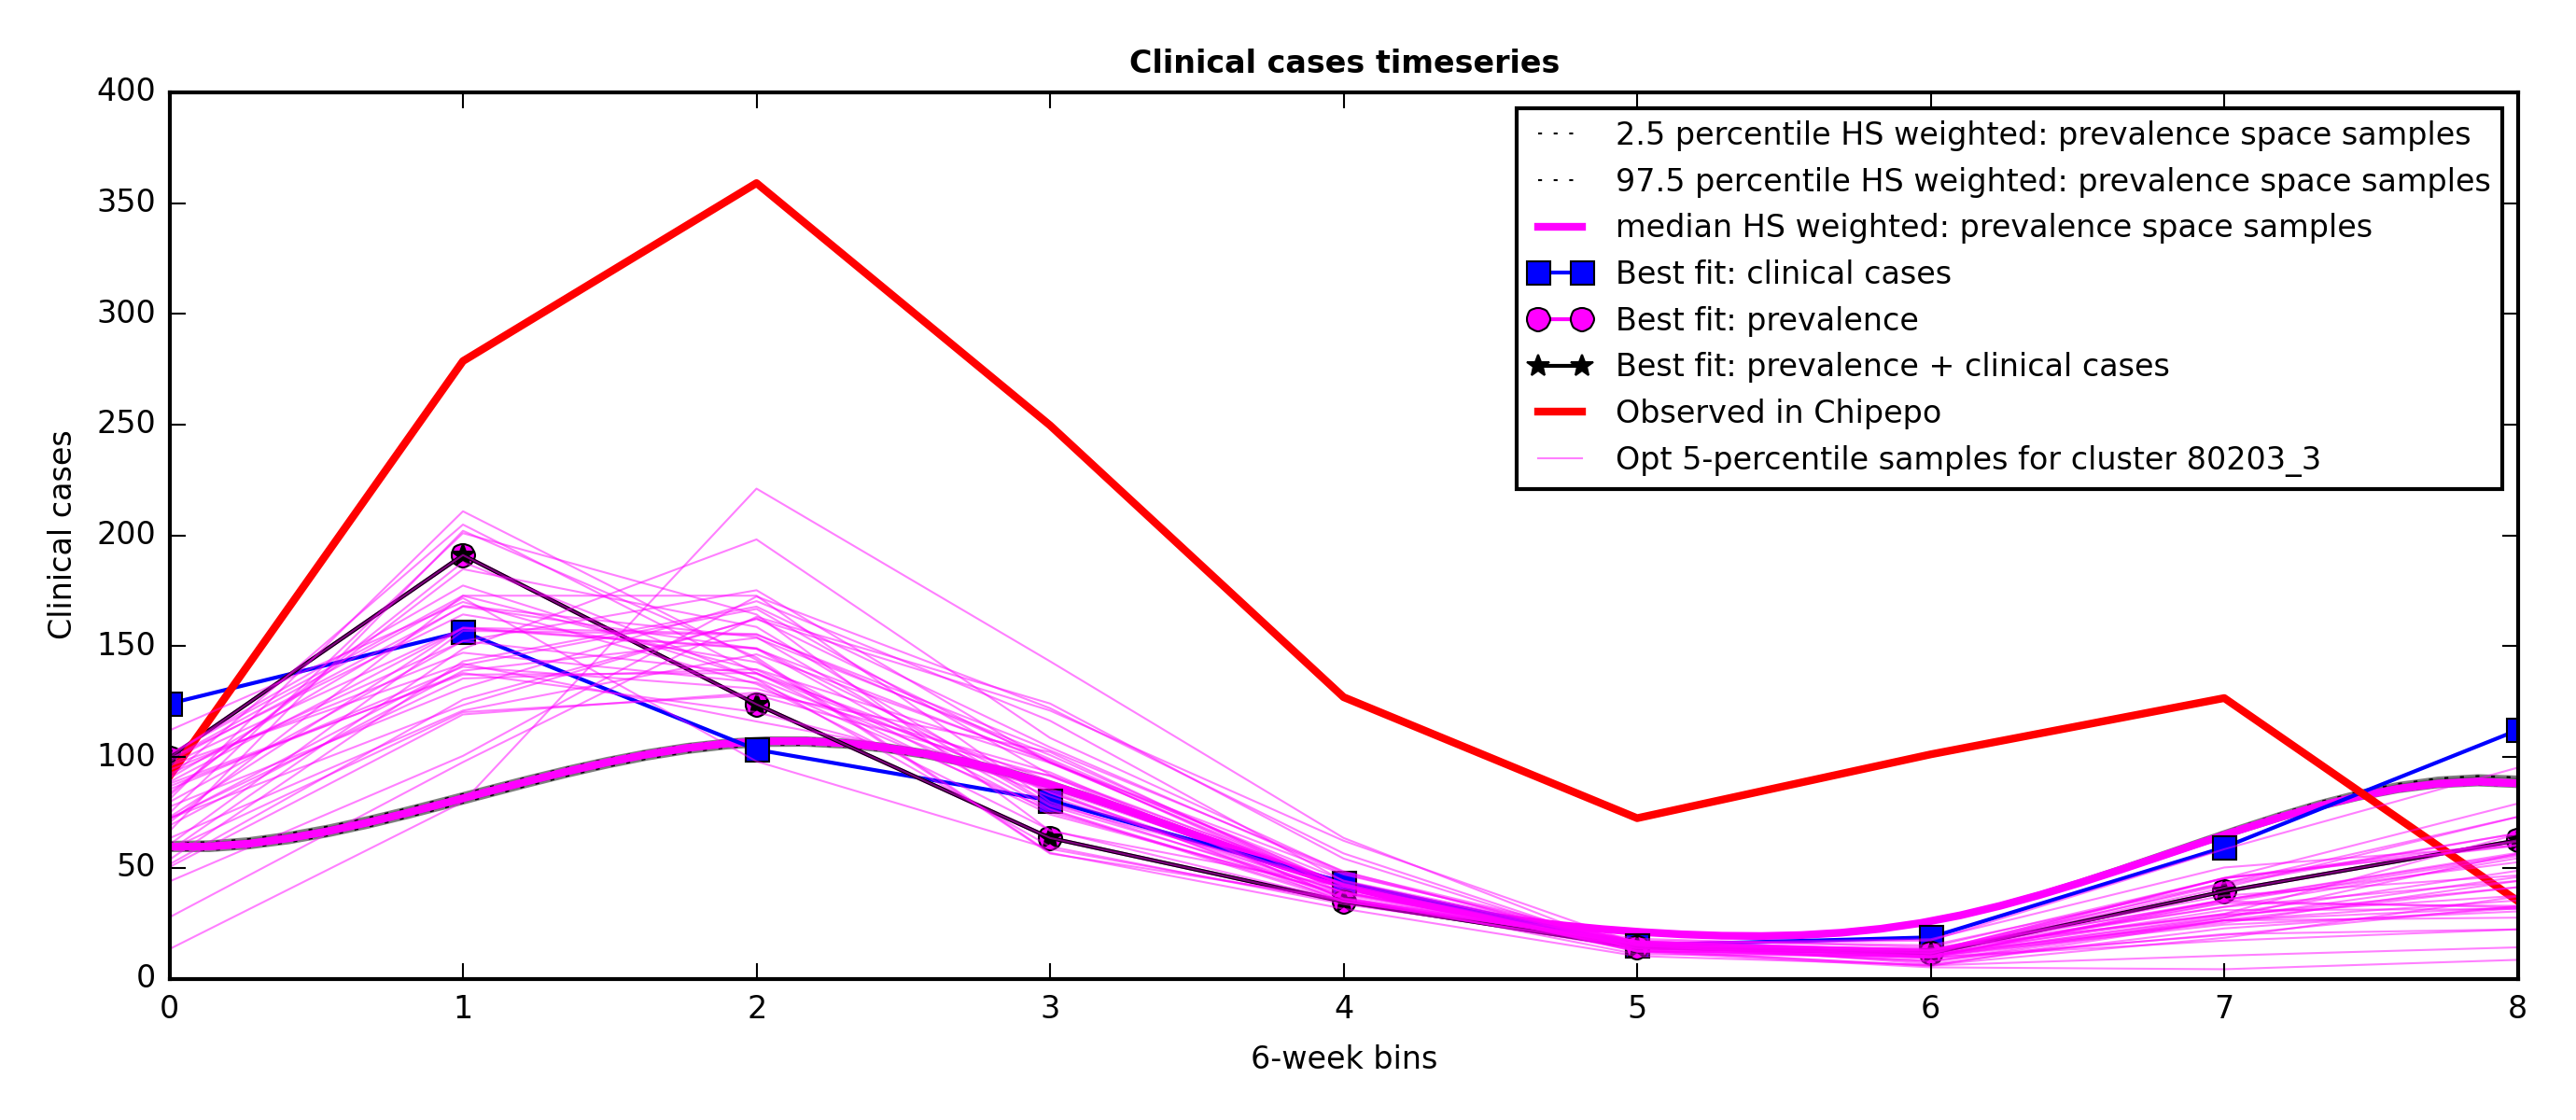 Clinical cases timeseries
400
350
300
250
200
150
100
50
0
Clinical cases
2.5 percentile HS weighted: prevalence space samples
97.5 percentile HS weighted: prevalence space samples
median HS weighted: prevalence space samples
Best fit: clinical cases
Best fit: prevalence
Best fit: prevalence + clinical cases
Observed in Chipepo
Opt 5-percentile samples for cluster 80203_3
0 1 2 3 4 5 6 7 8
6-week bins